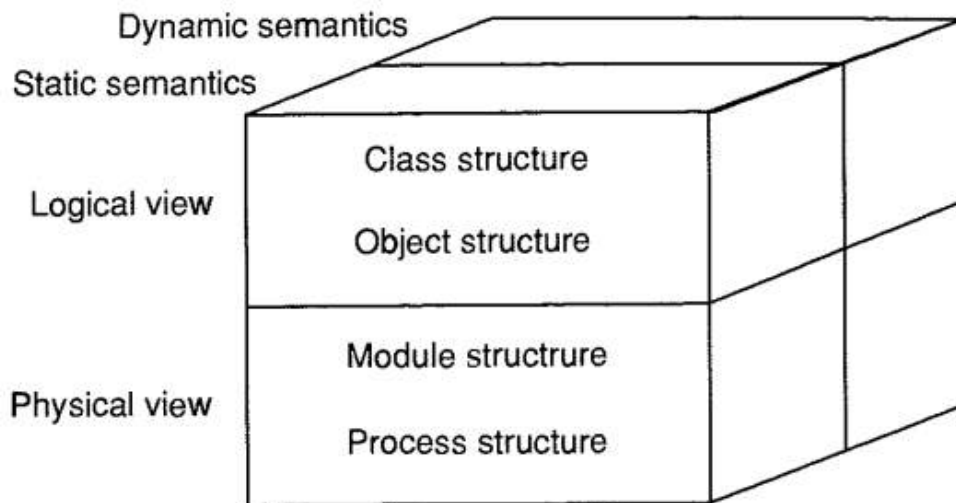 Dynamic semantics
Static semantics
Class structure
Logical view
Object structure
Module structrure
Physical view
Process structure